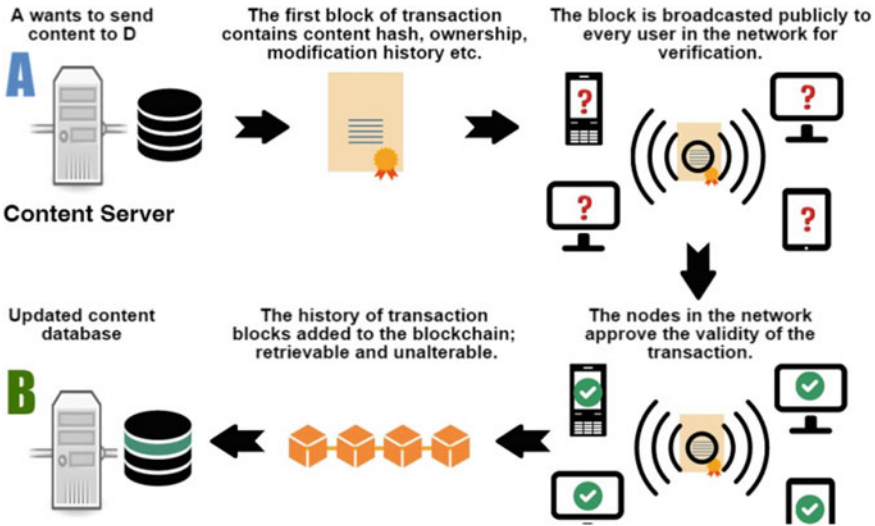 A wants to send
content to D
A
Content Server
The first block of transaction
contains content hash, ownership,
modification history etc.
The block is broadcasted publicly to
every user in the network for
verification.
?
?
?
?
The nodes in the network
approve the validity of the
transaction.
The history of transaction
blocks added to the blockchain;
retrievable and unalterable.
Updated content
database
B